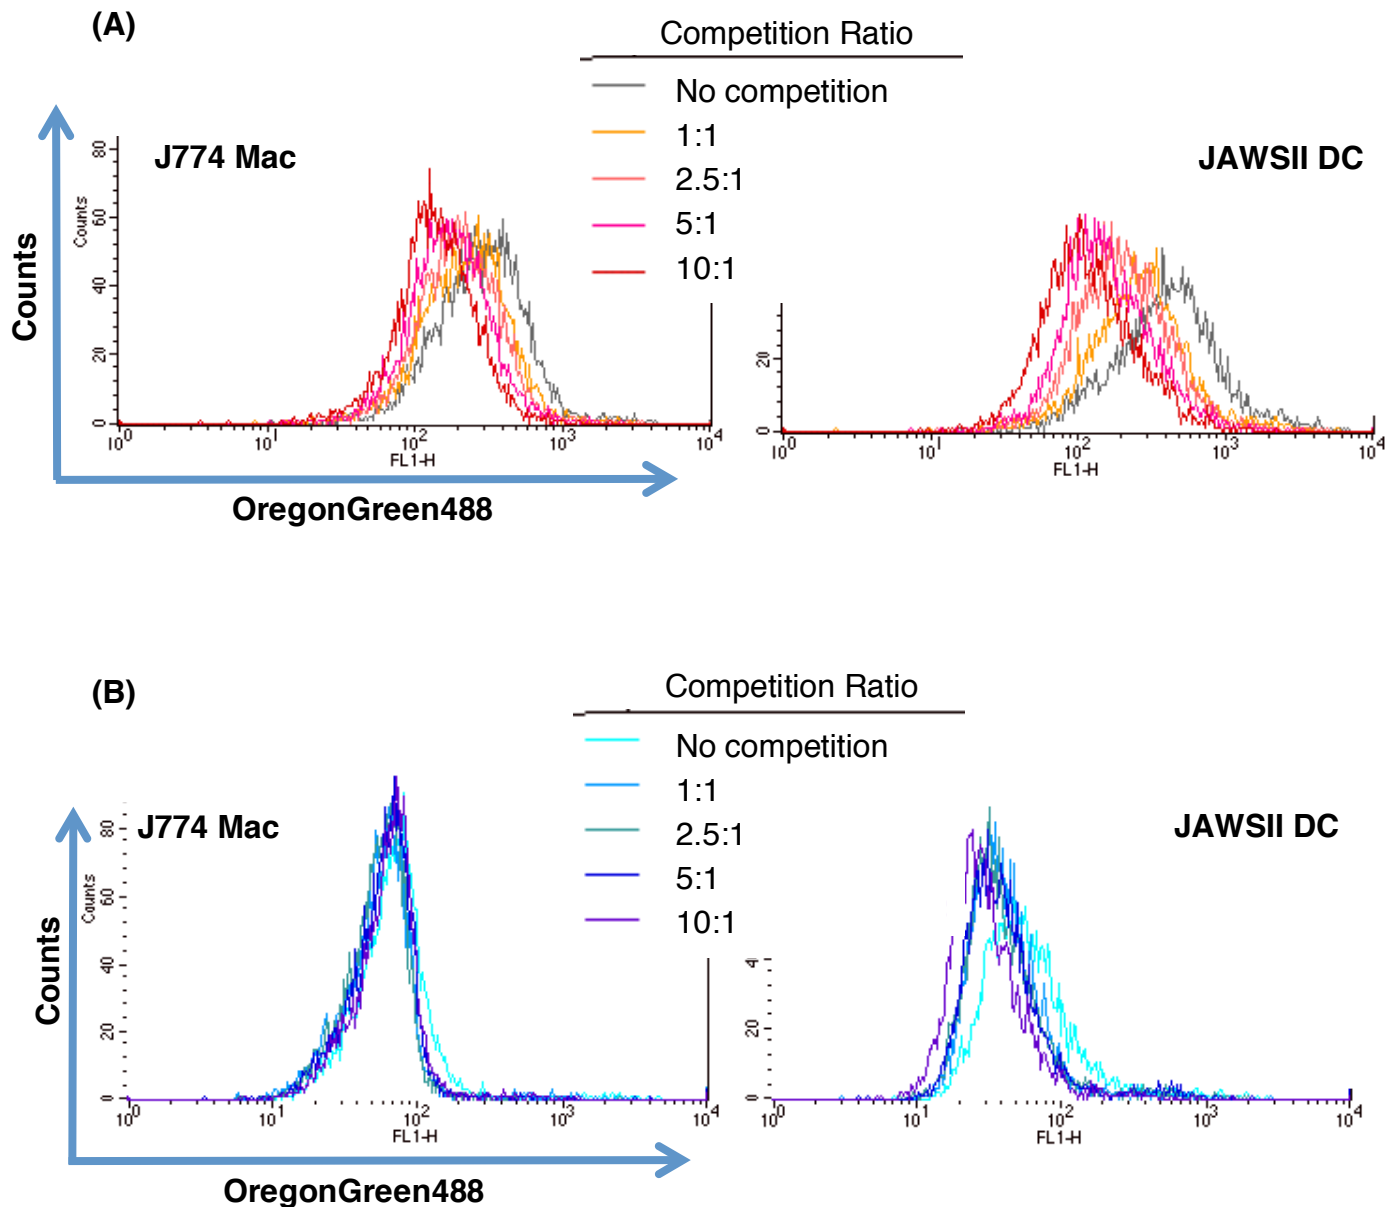 (A)
Competition Ratio
No competition
1:1
2.5:1
5:1
10:1
J774 Mac
JAWSII DC
Counts
Counts
80
60
40
20
0
10^0 10^1 10^2 10^3 10^4
FL1-H
20
0
10^0 10^1 10^2 10^3 10^4
FL1-H
OregonGreen488
(B)
Competition Ratio
No competition
1:1
2.5:1
5:1
10:1
J774 Mac
JAWSII DC
Counts
Counts
80
60
40
20
0
10^0 10^1 10^2 10^3 10^4
FL1-H
4
20
0
10^0 10^1 10^2 10^3 10^4
FL1-H
OregonGreen488